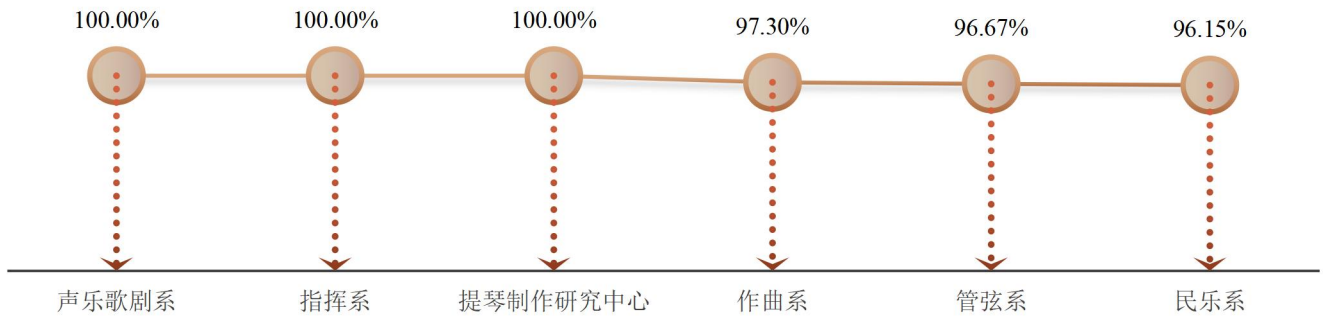 100.00% 100.00% 100.00% 97.30% 96.67% 96.15%
声乐歌剧系 指挥系 提琴制作研究中心 作曲系 管弦系 民乐系